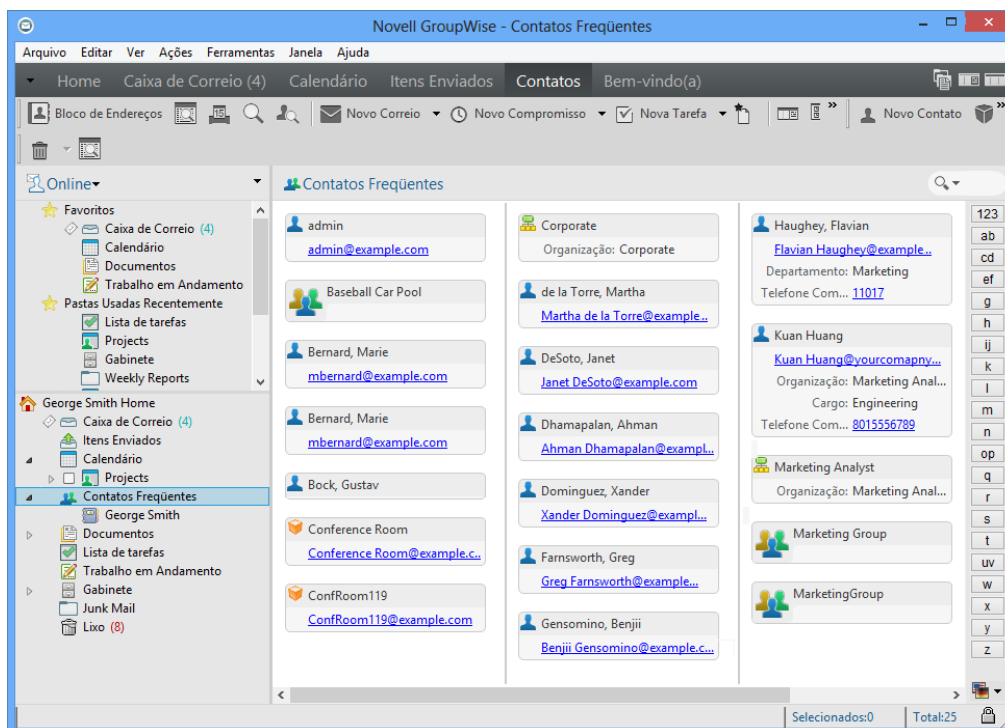 Novell GroupWise - Contatos Freqüentes
Arquivo Editar Ver Ações Ferramentas Janela Ajuda
Home Caixa de Correio (4) Calendário Itens Enviados Contatos Bem-vindo(a)
Bloco de Endereços 15 Novo Correio Novo Compromisso Nova Tarefa » Novo Contato »
Online
Favoritos
Caixa de Correio (4)
Calendário
Documentos
Trabalho em Andamento
Pastas Usadas Recentemente
Lista de tarefas
Projects
Gabinete
Weekly Reports
George Smith Home
Caixa de Correio (4)
Itens Enviados
Calendário
Projects
Contatos Freqüentes
George Smith
Documentos
Lista de tarefas
Trabalho em Andamento
Gabinete
Junk Mail
Lixo (8)
Contatos Freqüentes
admin
admin@example.com
Baseball Car Pool
Bernard, Marie
mbernard@example.com
Bernard, Marie
mbernard@example.com
Bock, Gustav
Conference Room
Conference Room@example.c..
ConfRoom119
ConfRoom119@example.com
Corporate
Organização: Corporate
de la Torre, Martha
Martha de la Torre@example..
DeSoto, Janet
Janet DeSoto@example.com
Dhamapalan, Ahman
Ahman Dhamapalan@exampl...
Dominguez, Xander
Xander Dominguez@exampl...
Farnsworth, Greg
Greg Farnsworth@example...
Gensomino, Benjii
Benjii Gensomino@example.c...
Haughey, Flavian
Flavian Haughey@example..
Departamento: Marketing
Telefone Com... 11017
Kuan Huang
Kuan Huang@yourcomapny...
Organização: Marketing Anal...
Cargo: Engineering
Telefone Com... 8015556789
Marketing Analyst
Organização: Marketing Anal...
Marketing Group
MarketingGroup
123
ab
cd
ef
g
h
ij
k
l
m
n
op
q
r
s
t
uv
w
x
y
z
Selecionados:0 Total:25